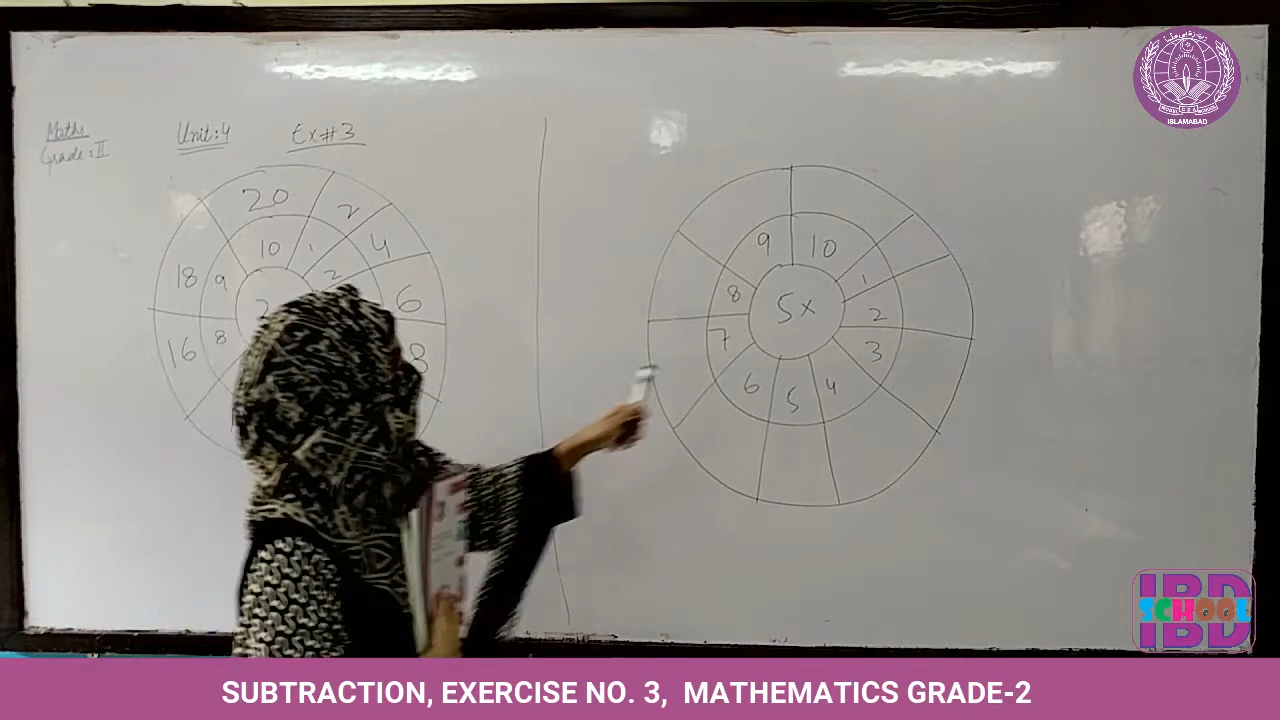 Maths
Grade: II
Unit: 4
Ex # 3
20
2
4
6
8
16
18
10
1
2
8
9
2
5x
10
1
2
3
4
5
6
7
8
9
ISLAMABAD
IBD
SCHOOL
IBD
SUBTRACTION, EXERCISE NO. 3, MATHEMATICS GRADE-2